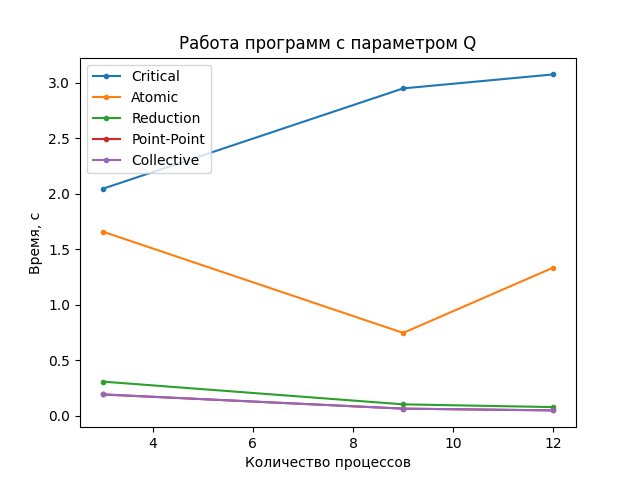 Работа программ с параметром Q
Critical
Atomic
Reduction
Point-Point
Collective
Время, с
3.0
2.5
2.0
1.5
1.0
0.5
0.0
4
6
8
10
12
Количество процессов